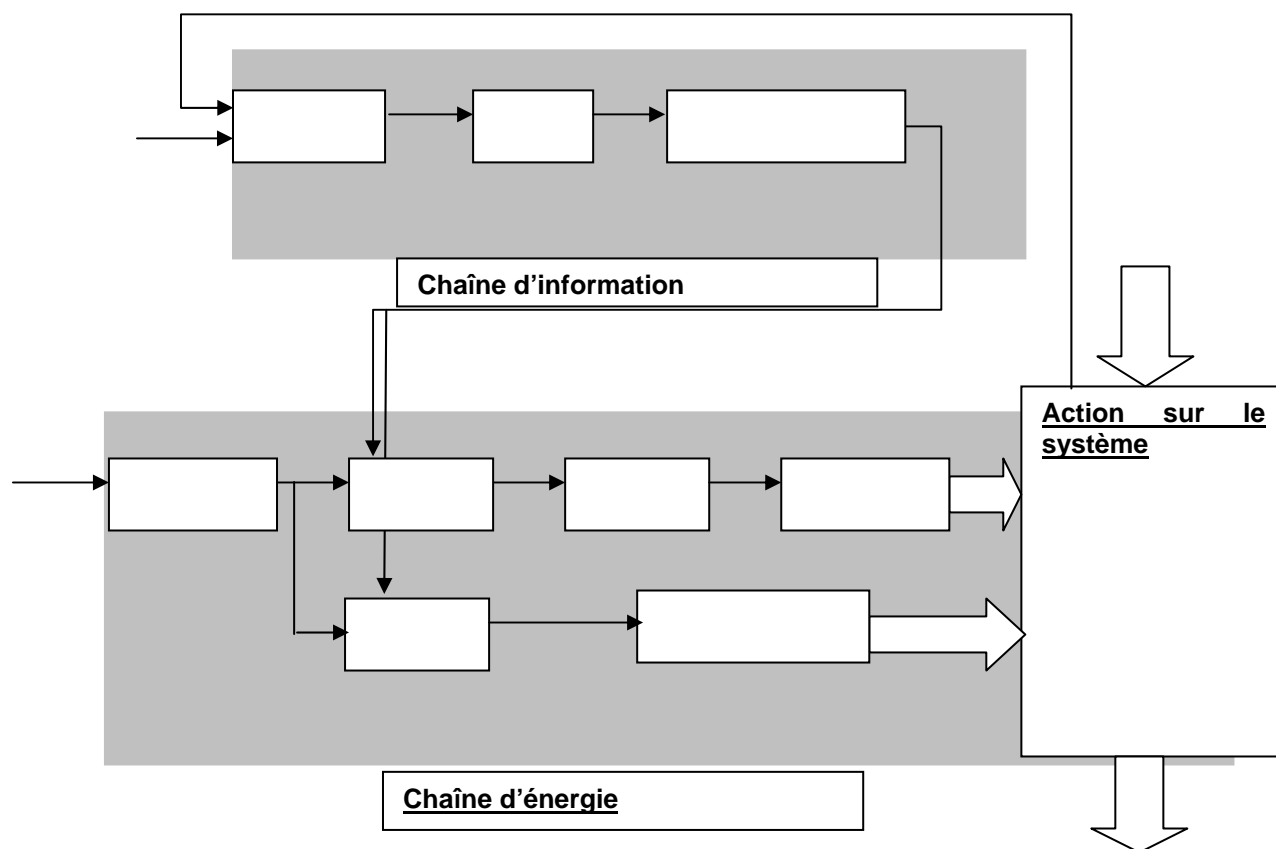 Chaîne d’information
Action sur le
système
Chaîne d’énergie